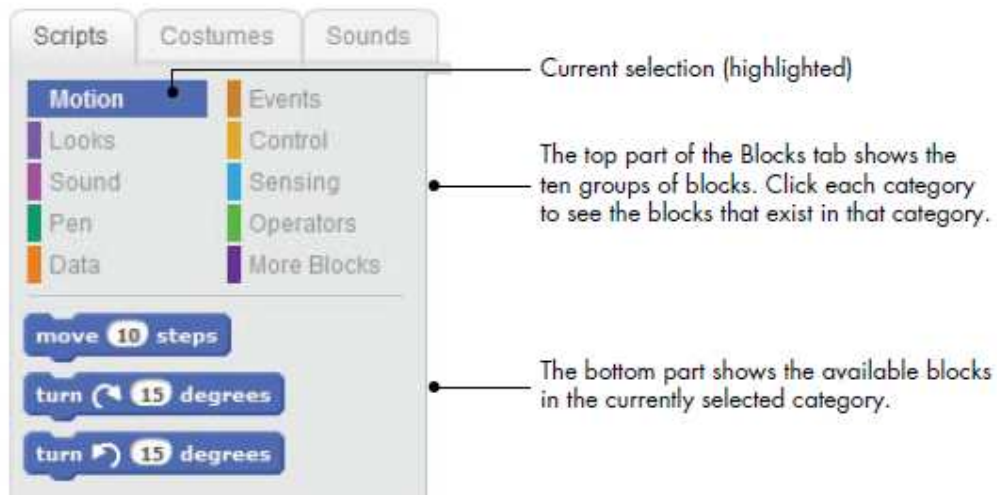 Scripts Costumes Sounds
Current selection (highlighted)
Motion Events
Looks Control
The top part of the Blocks tab shows the
ten groups of blocks. Click each category
to see the blocks that exist in that category.
Sound Sensing
Pen Operators
Data More Blocks
move 10 steps
The bottom part shows the available blocks
in the currently selected category.
turn 15 degrees
turn 15 degrees